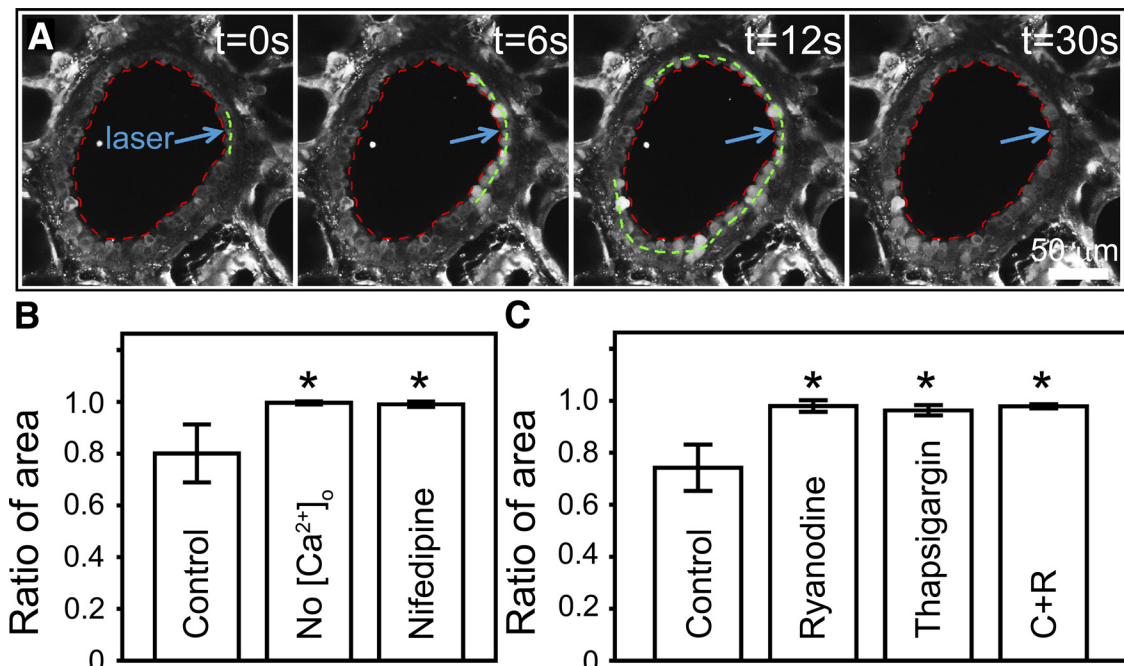 A
t=0s
t=6s
t=12s
t=30s
laser
50 µm
B
C
Ratio of area
1.0
0.8
0.6
0.4
0.2
0
Control
No [Ca²⁺]ₒ
Nifedipine
*
*
Ratio of area
1.0
0.8
0.6
0.4
0.2
0
Control
Ryanodine
Thapsigargin
C+R
*
*
*